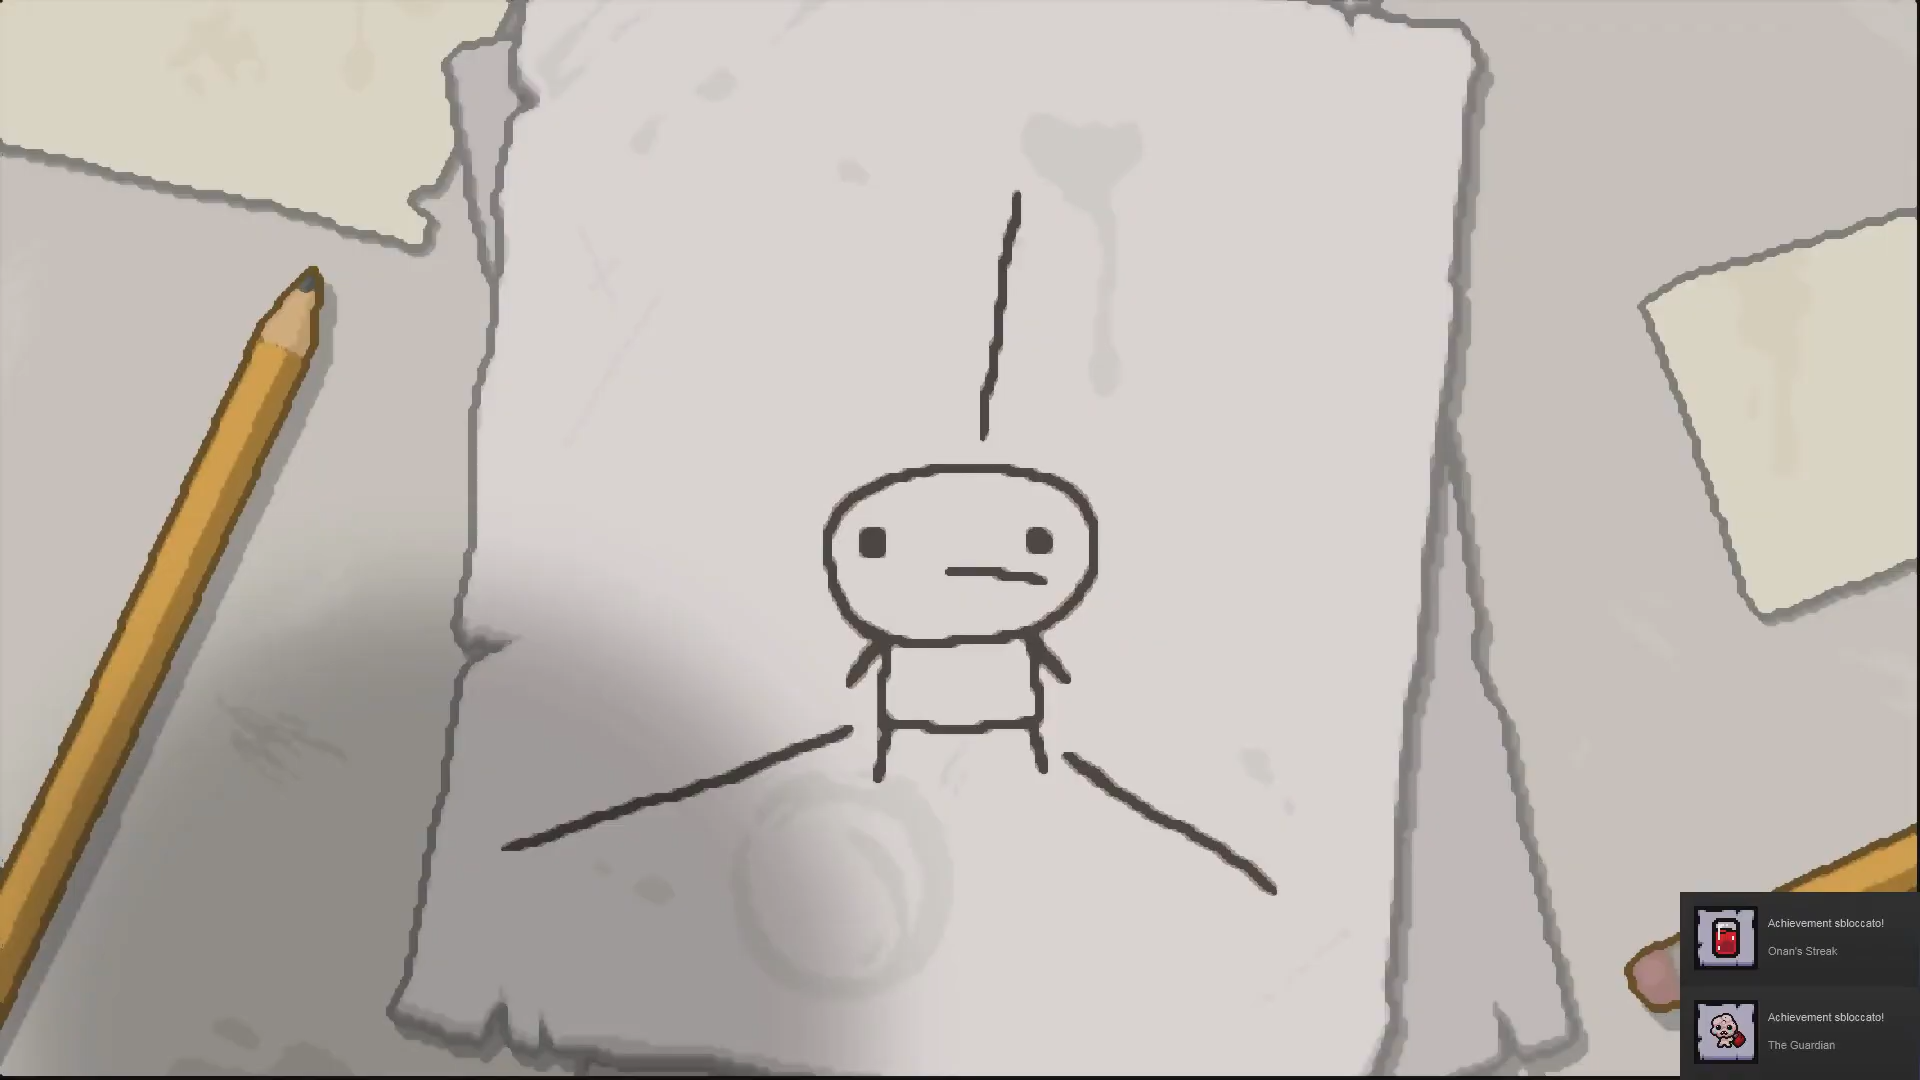 Achievement sbloccato!
Onan's Streak
Achievement sbloccato!
The Guardian